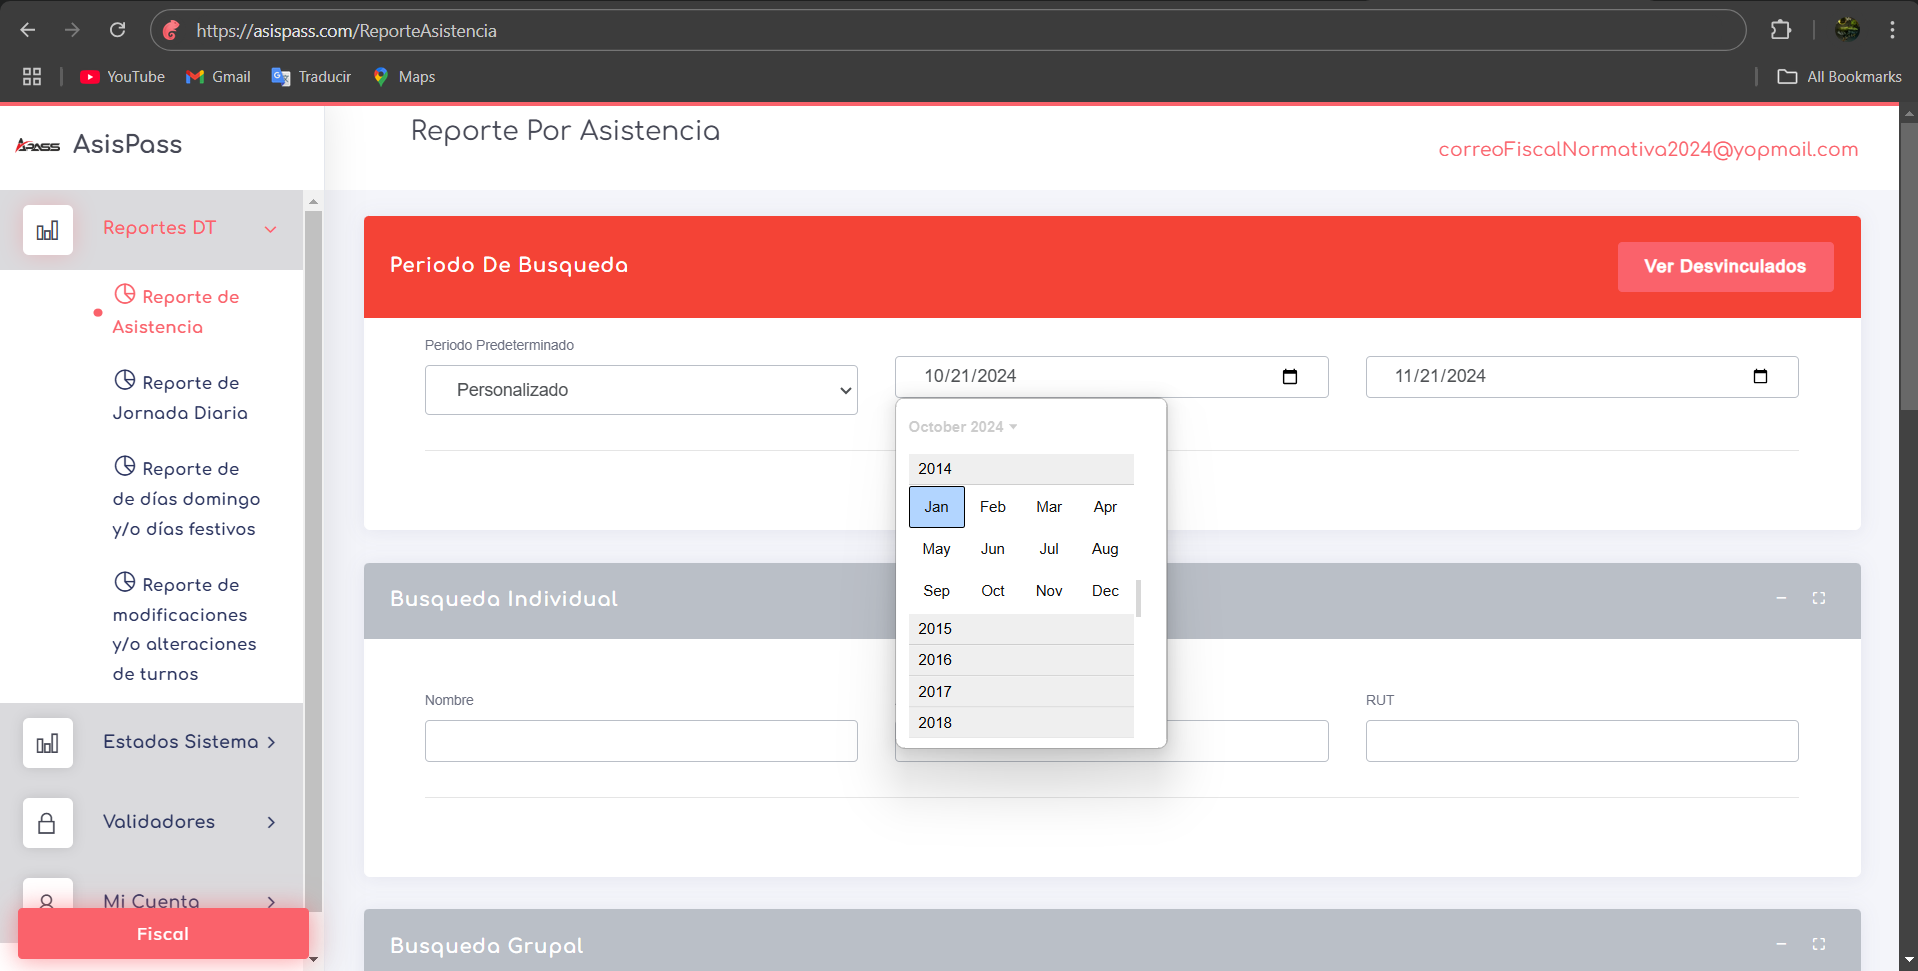 https://asispass.com/ReporteAsistencia
YouTube
Gmail
Traducir
Maps
All Bookmarks
APASS AsisPass
Reporte Por Asistencia
correoFiscalNormativa2024@yopmail.com
Reportes DT
Reporte de
Asistencia
Reporte de
Jornada Diaria
Reporte de
de días domingo
y/o días festivos
Reporte de
modificaciones
y/o alteraciones
de turnos
Estados Sistema
Validadores
Mi Cuenta
Fiscal
Periodo De Busqueda
Ver Desvinculados
Periodo Predeterminado
Personalizado
10/21/2024
11/21/2024
October 2024
2014
Jan Feb Mar Apr
May Jun Jul Aug
Sep Oct Nov Dec
2015
2016
2017
2018
Busqueda Individual
Nombre
RUT
Busqueda Grupal